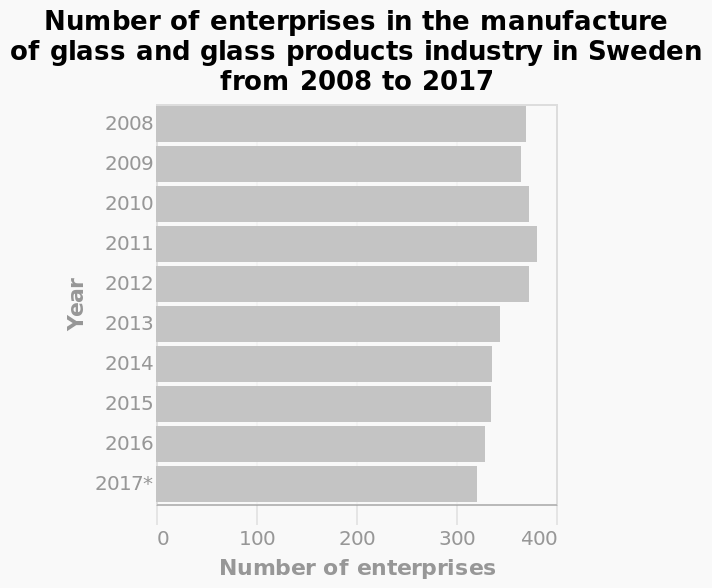 Number of enterprises in the manufacture
of glass and glass products industry in Sweden
from 2008 to 2017
2008
2009
2010
2011
2012
2013
2014
2015
2016
2017*
Year
0 100 200 300 400
Number of enterprises